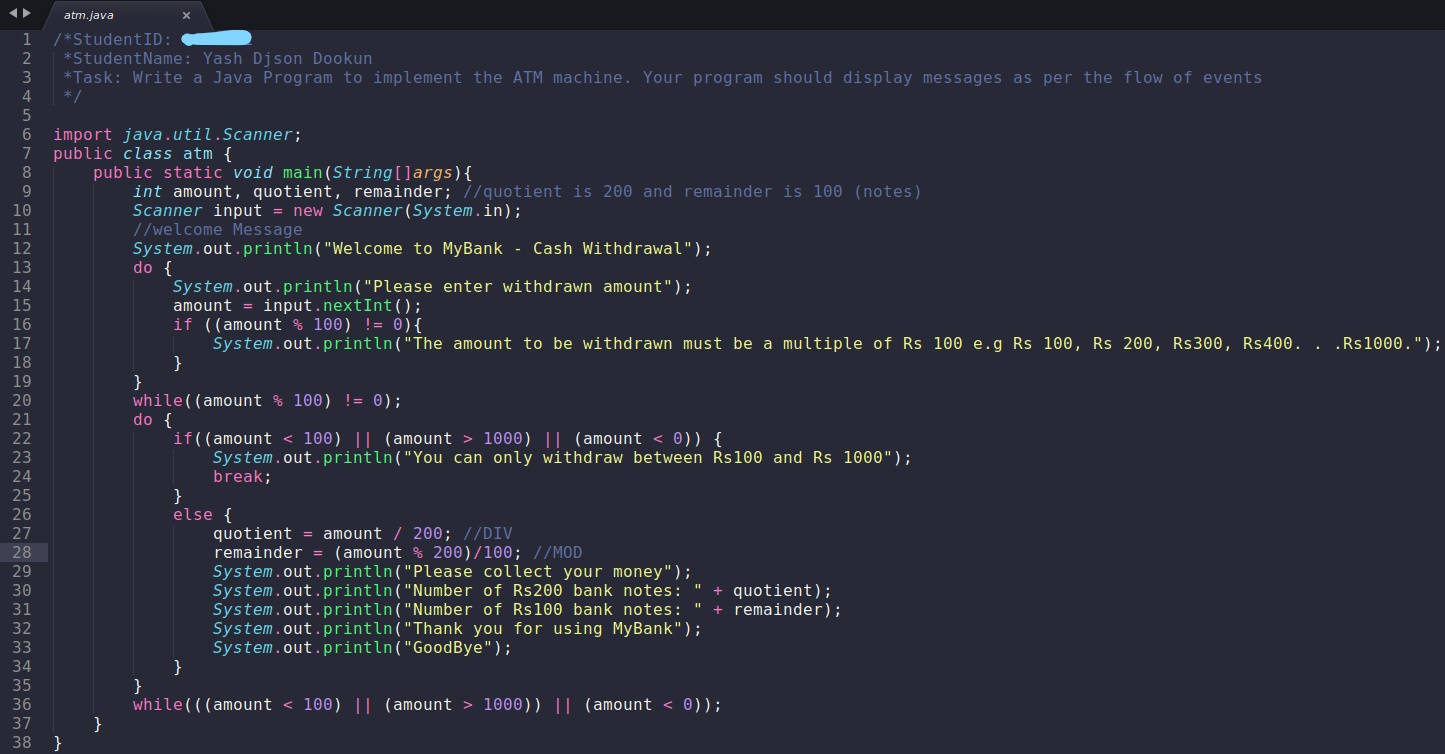 atm.java
1 /*StudentID:
2 *StudentName: Yash Djson Dookun
3 *Task: Write a Java Program to implement the ATM machine. Your program should display messages as per the flow of events
4 */
5
6 import java.util.Scanner;
7 public class atm {
8 public static void main(String[]args){
9 int amount, quotient, remainder; //quotient is 200 and remainder is 100 (notes)
10 Scanner input = new Scanner(System.in);
11 //welcome Message
12 System.out.println("Welcome to MyBank - Cash Withdrawal");
13 do {
14 System.out.println("Please enter withdrawn amount");
15 amount = input.nextInt();
16 if ((amount % 100) != 0){
17 System.out.println("The amount to be withdrawn must be a multiple of Rs 100 e.g Rs 100, Rs 200, Rs300, Rs400. . .Rs1000.");
18 }
19 }
20 while((amount % 100) != 0);
21 do {
22 if((amount < 100) || (amount > 1000) || (amount < 0)) {
23 System.out.println("You can only withdraw between Rs100 and Rs 1000");
24 break;
25 }
26 else {
27 quotient = amount / 200; //DIV
28 remainder = (amount % 200)/100; //MOD
29 System.out.println("Please collect your money");
30 System.out.println("Number of Rs200 bank notes: " + quotient);
31 System.out.println("Number of Rs100 bank notes: " + remainder);
32 System.out.println("Thank you for using MyBank");
33 System.out.println("GoodBye");
34 }
35 }
36 while(((amount < 100) || (amount > 1000)) || (amount < 0));
37 }
38 }